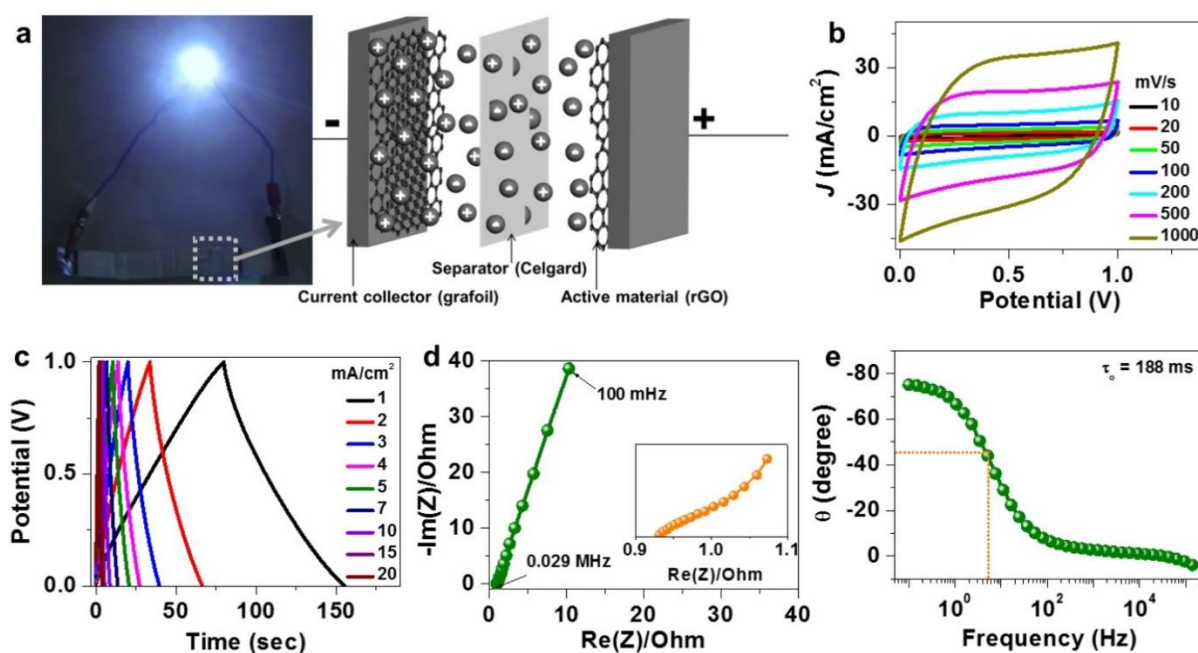 a
-
+
Separator (Celgard)
Current collector (grafoil)
Active material (rGO)
b
J (mA/cm²)
30
0
-30
0.0
0.5
1.0
Potential (V)
mV/s
10
20
50
100
200
500
1000
c
Potential (V)
1.0
0.5
0.0
0
50
100
150
Time (sec)
mA/cm²
1
2
3
4
5
7
10
15
20
d
-Im(Z)/Ohm
40
30
20
10
0
0
10
20
30
40
Re(Z)/Ohm
100 mHz
0.029 MHz
0.9
1.0
1.1
Re(Z)/Ohm
e
θ (degree)
-80
-60
-40
-20
0
10⁰
10²
10⁴
Frequency (Hz)
τₒ = 188 ms